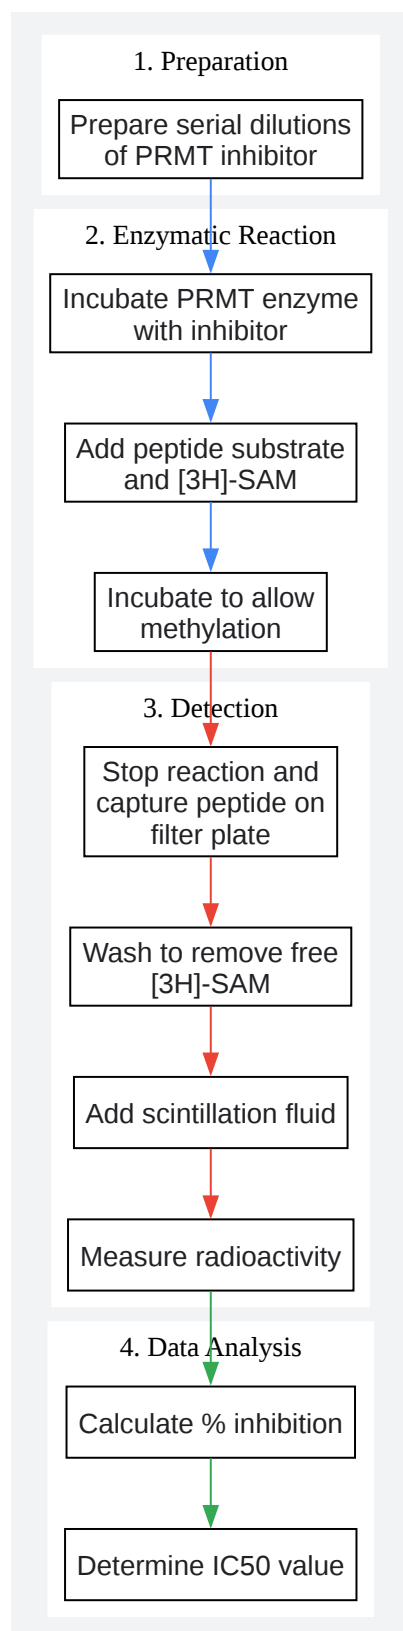 1. Preparation
Prepare serial dilutions
of PRMT inhibitor
2. Enzymatic Reaction
Incubate PRMT enzyme
with inhibitor
Add peptide substrate
and [3H]-SAM
Incubate to allow
methylation
3. Detection
Stop reaction and
capture peptide on
filter plate
Wash to remove free
[3H]-SAM
Add scintillation fluid
Measure radioactivity
4. Data Analysis
Calculate % inhibition
Determine IC50 value